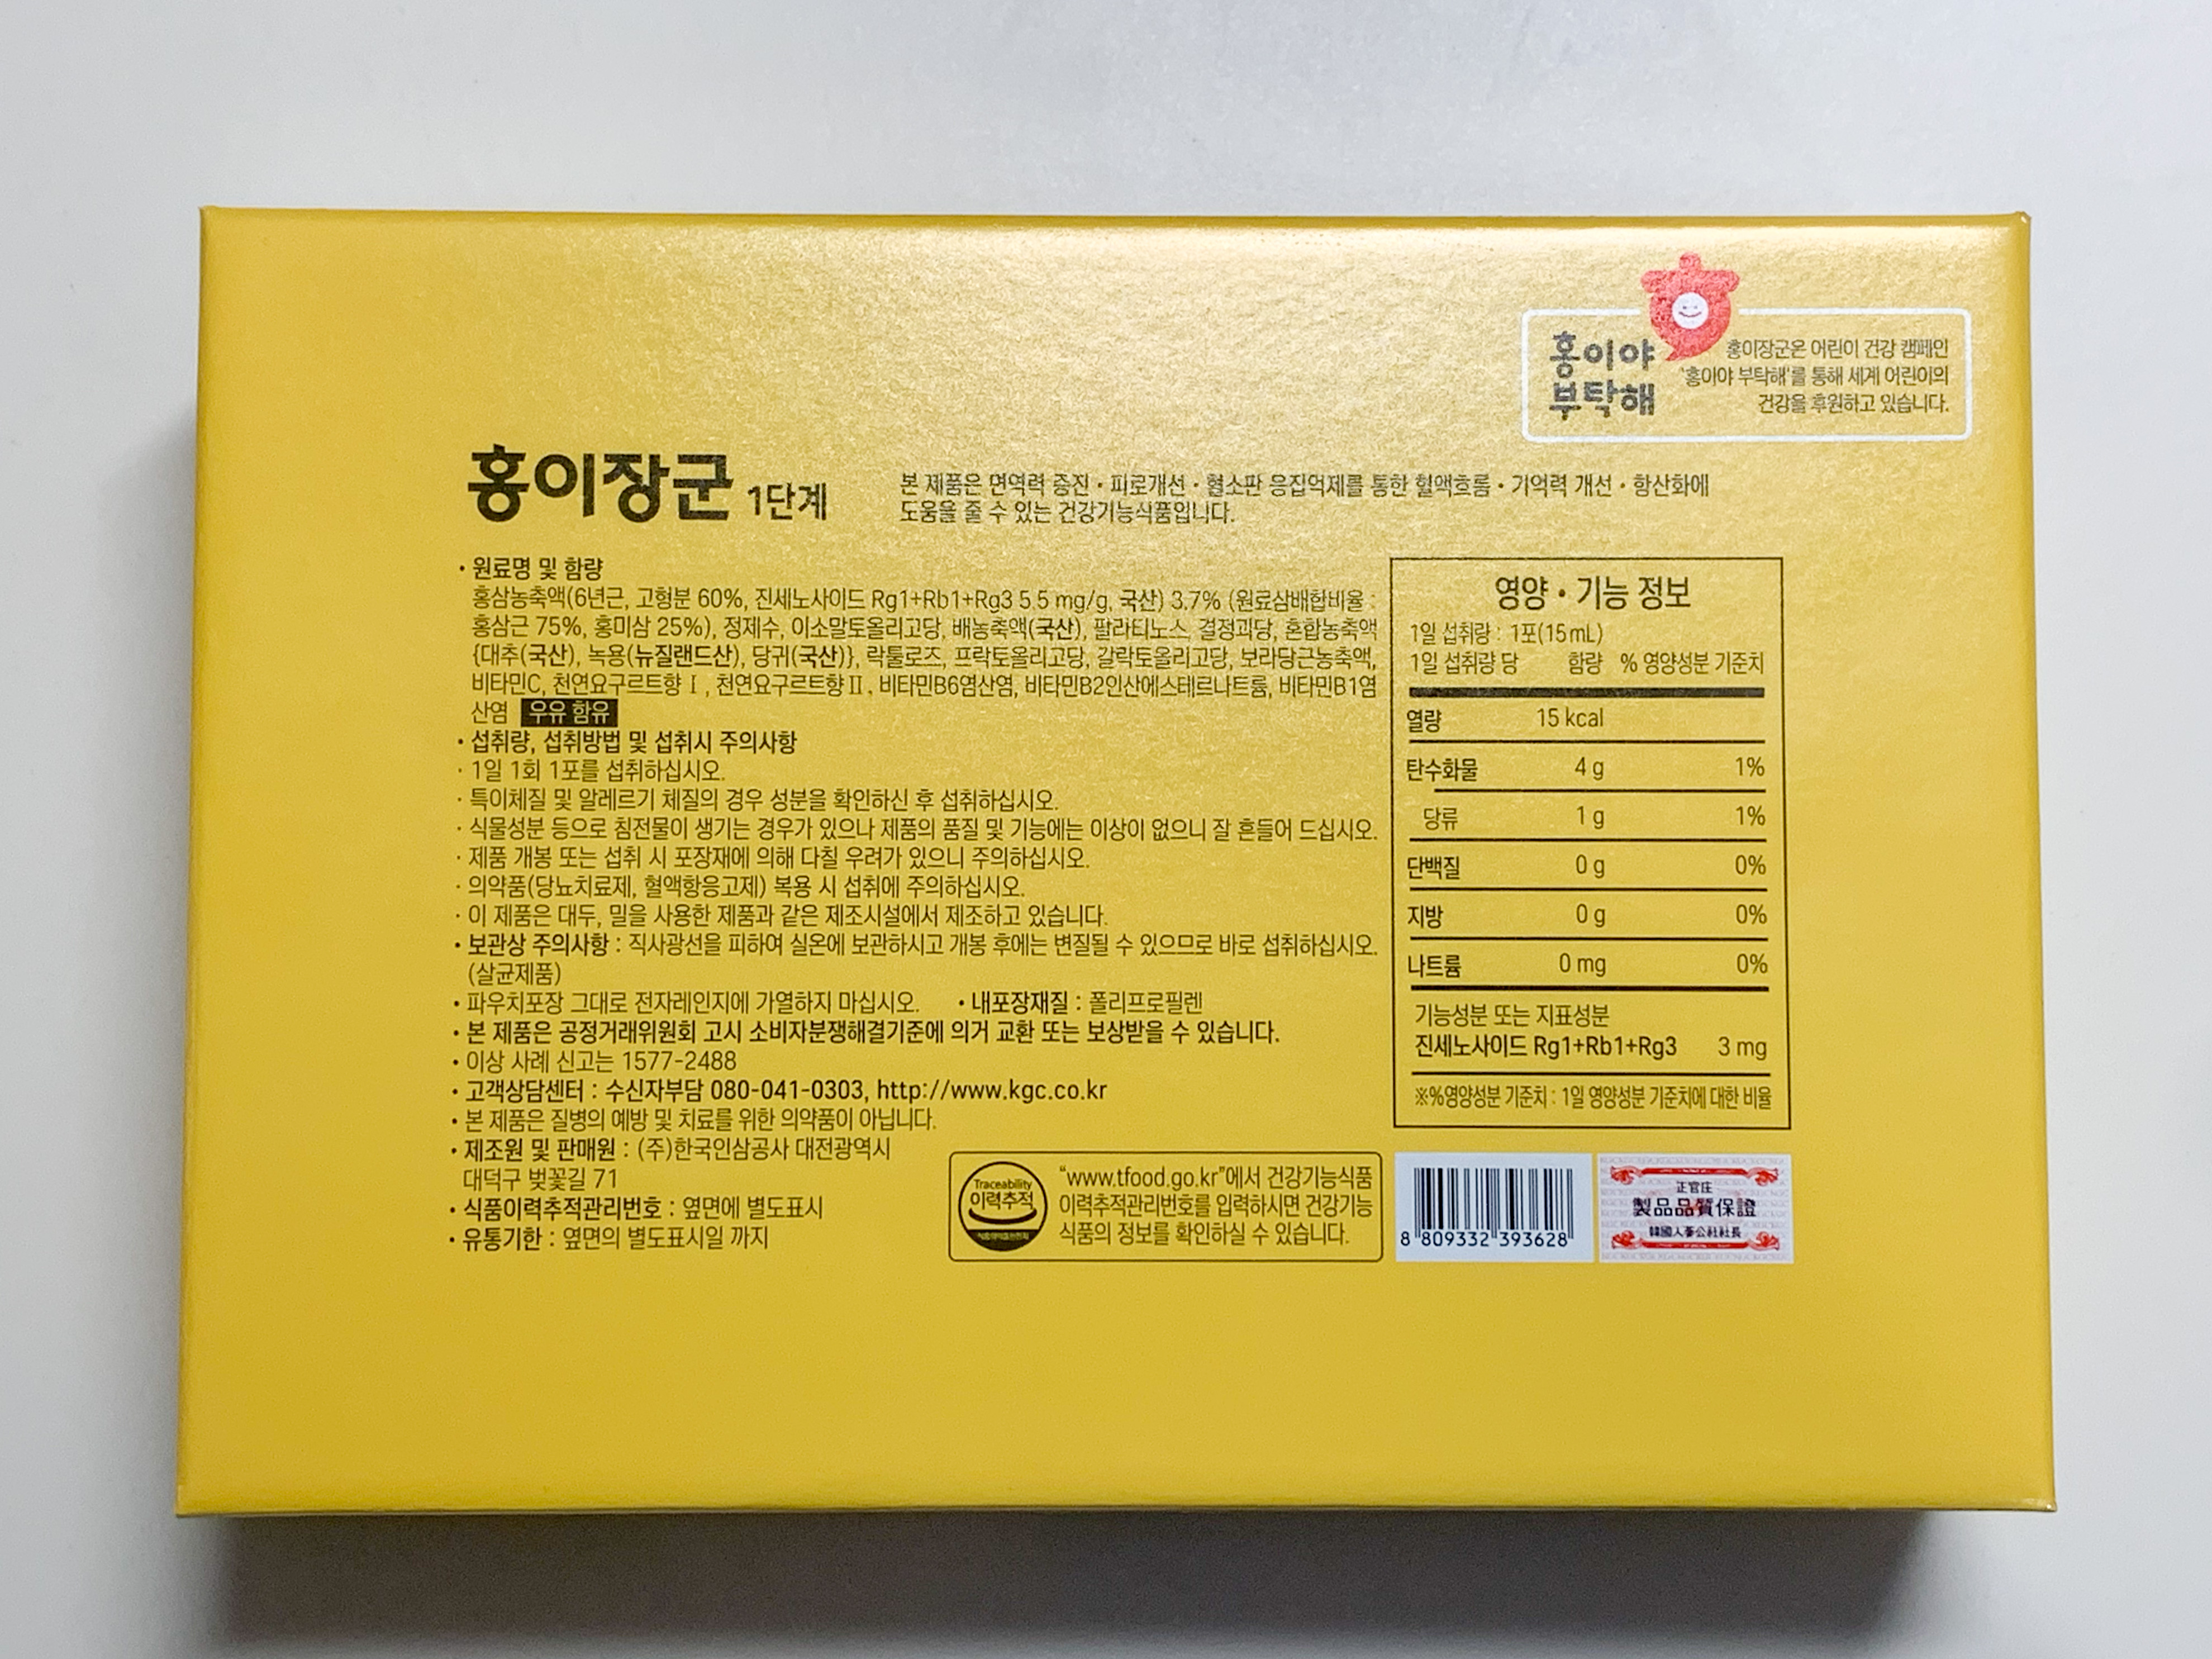 홍이야
부탁해
홍이장군은 어린이 건강 캠페인
'홍이야 부탁해'를 통해 세계 어린이의
건강을 후원하고 있습니다.
홍이장군 1단계
본 제품은 면역력 증진 • 피로개선 • 혈소판 응집억제를 통한 혈액흐름 • 기억력 개선 • 항산화에
도움을 줄 수 있는 건강기능식품입니다.
• 원료명 및 함량
홍삼농축액(6년근, 고형분 60%, 진세노사이드 Rg1+Rb1+Rg3 5.5 mg/g, 국산) 3.7% (원료삼배합비율 :
홍삼근 75%, 홍미삼 25%), 정제수, 이소말토올리고당, 배농축액(국산), 팔라티노스, 결정과당, 혼합농축액
{대추(국산), 녹용(뉴질랜드산), 당귀(국산)}, 락툴로즈, 프락토올리고당, 갈락토올리고당, 보라당근농축액,
비타민C, 천연요구르트향Ⅰ, 천연요구르트향Ⅱ, 비타민B6염산염, 비타민B2인산에스테르나트륨, 비타민B1염
산염 우유 함유
• 섭취량, 섭취방법 및 섭취시 주의사항
· 1일 1회 1포를 섭취하십시오.
· 특이체질 및 알레르기 체질의 경우 성분을 확인하신 후 섭취하십시오.
· 식물성분 등으로 침전물이 생기는 경우가 있으나 제품의 품질 및 기능에는 이상이 없으니 잘 흔들어 드십시오.
· 제품 개봉 또는 섭취 시 포장재에 의해 다칠 우려가 있으니 주의하십시오.
· 의약품(당뇨치료제, 혈액항응고제) 복용 시 섭취에 주의하십시오.
· 이 제품은 대두, 밀을 사용한 제품과 같은 제조시설에서 제조하고 있습니다.
• 보관상 주의사항 : 직사광선을 피하여 실온에 보관하시고 개봉 후에는 변질될 수 있으므로 바로 섭취하십시오.
(살균제품)
• 파우치포장 그대로 전자레인지에 가열하지 마십시오. • 내포장재질 : 폴리프로필렌
• 본 제품은 공정거래위원회 고시 소비자분쟁해결기준에 의거 교환 또는 보상받을 수 있습니다.
• 이상 사례 신고는 1577-2488
• 고객상담센터 : 수신자부담 080-041-0303, http://www.kgc.co.kr
• 본 제품은 질병의 예방 및 치료를 위한 의약품이 아닙니다.
• 제조원 및 판매원 : (주)한국인삼공사 대전광역시
대덕구 벚꽃길 71
• 식품이력추적관리번호 : 옆면에 별도표시
• 유통기한 : 옆면의 별도표시일 까지
영양 • 기능 정보
1일 섭취량 : 1포(15 mL)
1일 섭취량 당 함량 % 영양성분 기준치
열량 15 kcal
탄수화물 4 g 1%
당류 1 g 1%
단백질 0 g 0%
지방 0 g 0%
나트륨 0 mg 0%
기능성분 또는 지표성분
진세노사이드 Rg1+Rb1+Rg3 3 mg
※%영양성분 기준치 : 1일 영양성분 기준치에 대한 비율
Traceability
이력추적
"www.tfood.go.kr"에서 건강기능식품
이력추적관리번호를 입력하시면 건강기능
식품의 정보를 확인하실 수 있습니다.
8 809332 393628
正官庄
製品品質保證
韓國人蔘公社社長